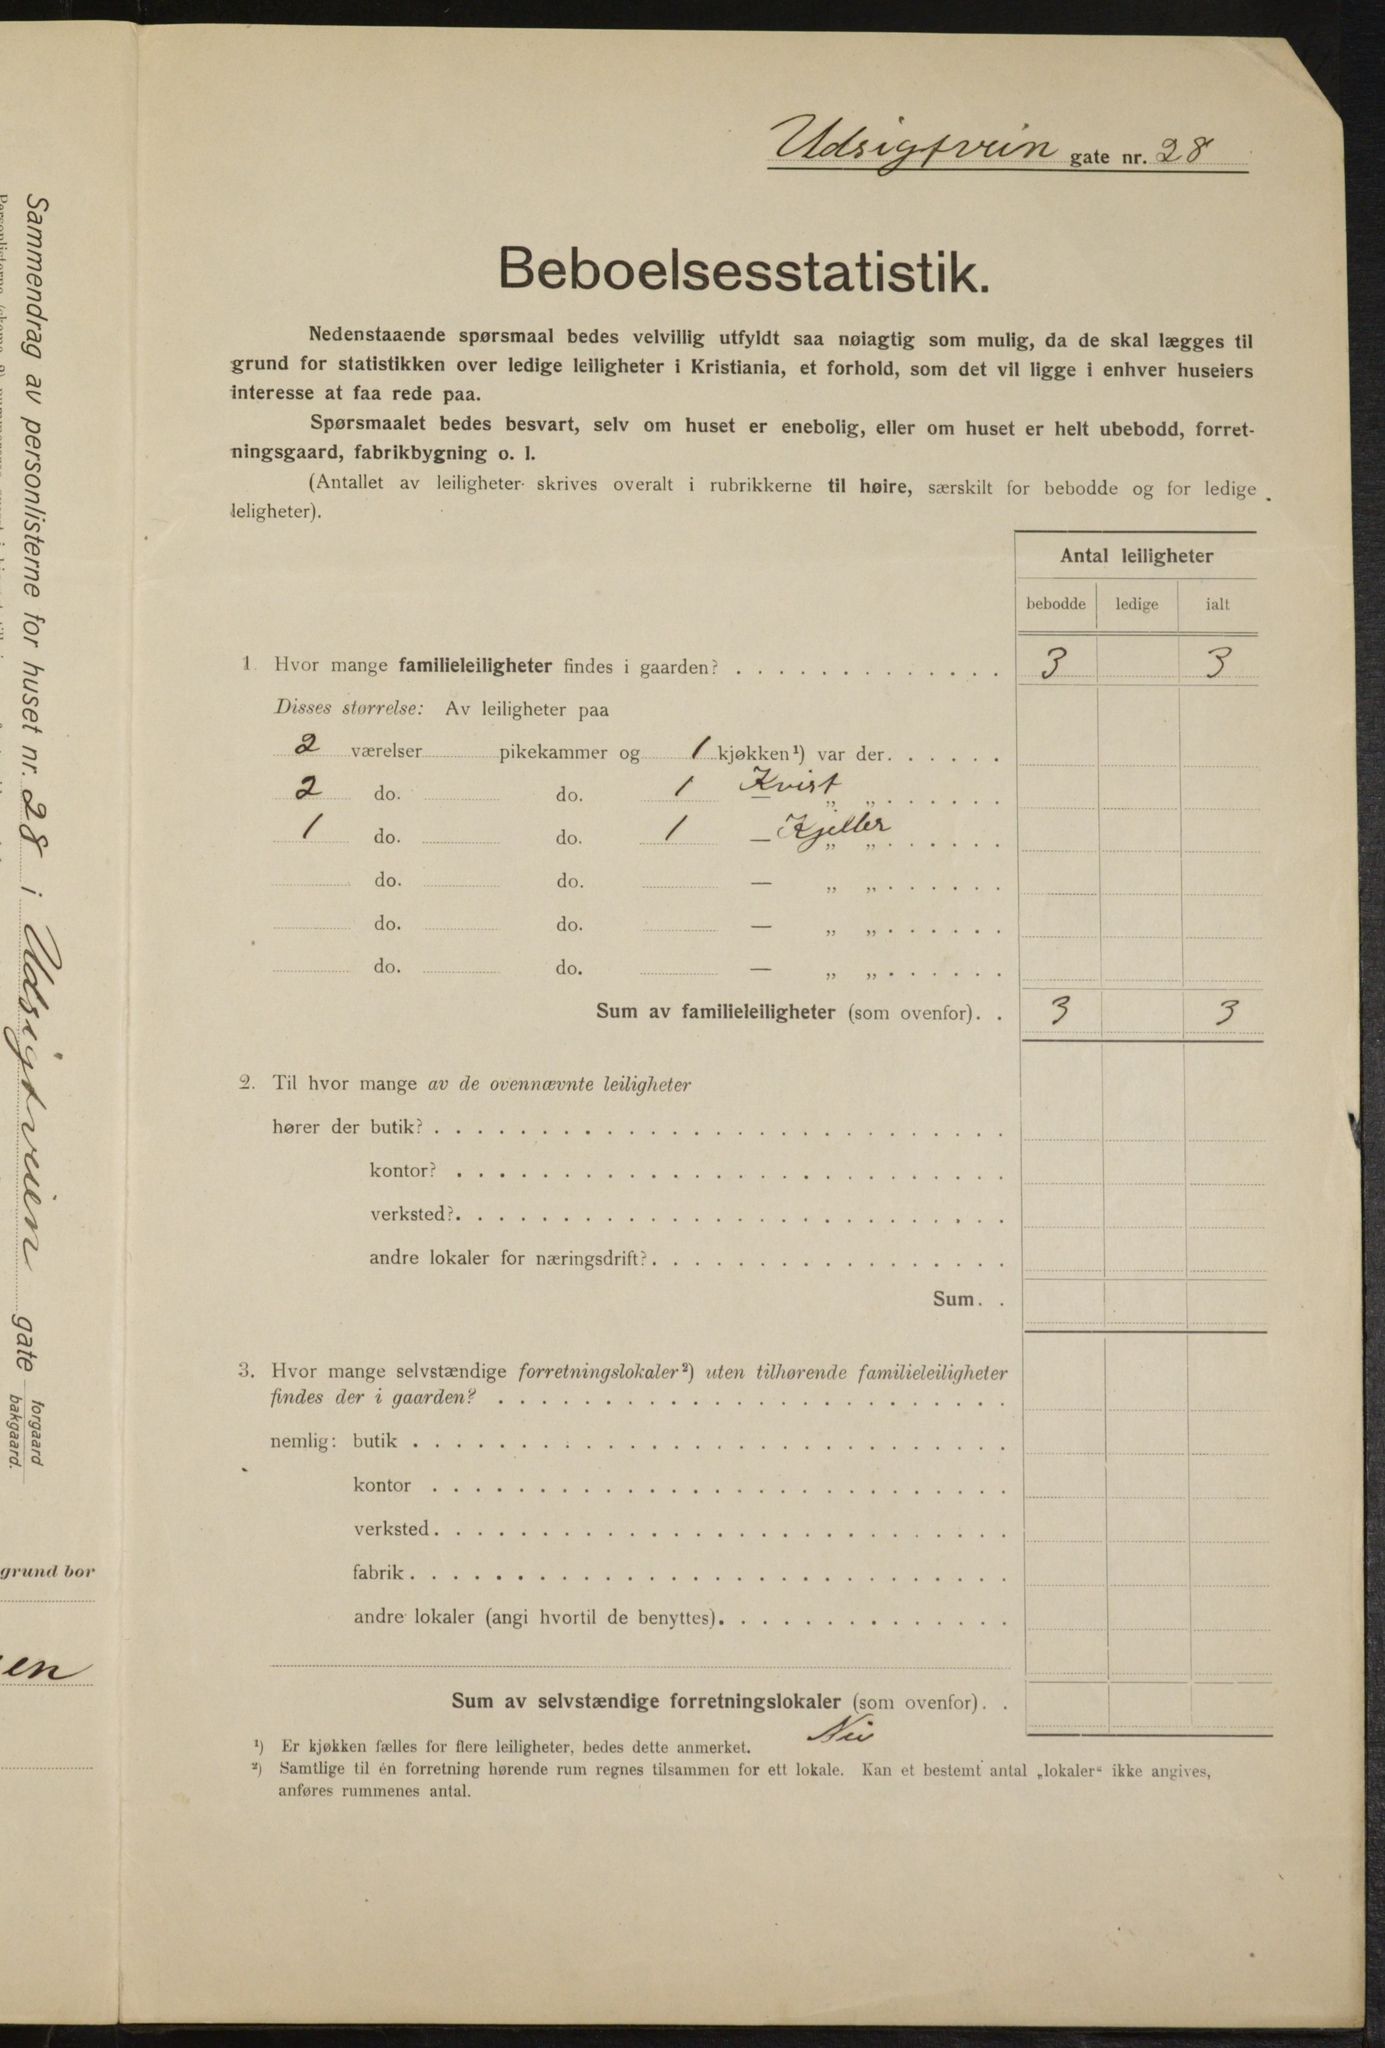 Udsigtvein gate nr. 28
Beboelsesstatistik.
Nedenstaaende spørsmaal bedes velvillig utfyldt saa nøiagtig som mulig, da de skal lægges til
grund for statistikken over ledige leiligheter i Kristiania, et forhold, som det vil ligge i enhver huseiers
interesse at faa rede paa.
Spørsmaalet bedes besvart, selv om huset er enebolig, eller om huset er helt ubebodd, forret-
ningsgaard, fabrikbygning o. l.
(Antallet av leiligheter skrives overalt i rubrikkerne til høire, særskilt for bebodde og for ledige
leligheter).
Antal leiligheter
bebodde ledige ialt
1. Hvor mange familieleiligheter findes i gaarden? . . . . . . . . . . . . . 3 3
Disses størrelse: Av leiligheter paa
2 værelser pikekammer og 1 kjøkken¹) var der. . . . . .
2 do. do. 1 — Kvist „ „ . . . . . .
1 do. do. 1 — Kjeller „ „ . . . . . .
do. do. — „ „ . . . . . .
do. do. — „ „ . . . . . .
do. do. — „ „ . . . . . .
Sum av familieleiligheter (som ovenfor). . 3 3
2. Til hvor mange av de ovennævnte leiligheter
hører der butik? . . . . . . . . . . . . . . . . . . . . . .
kontor? . . . . . . . . . . . . . . . . . . . . .
verksted?. . . . . . . . . . . . . . . . . . . . .
andre lokaler for næringsdrift?. . . . . . . . . . . . . .
Sum. .
3. Hvor mange selvstændige forretningslokaler²) uten tilhørende familieleiligheter
findes der i gaarden? . . . . . . . . . . . . . . . . . . . .
nemlig: butik . . . . . . . . . . . . . . . . . . . . . . .
kontor . . . . . . . . . . . . . . . . . . . . . .
verksted. . . . . . . . . . . . . . . . . . . . . .
fabrik. . . . . . . . . . . . . . . . . . . . . . .
andre lokaler (angi hvortil de benyttes). . . . . . . . . . . .
Sum av selvstændige forretningslokaler (som ovenfor). .
Nei
¹) Er kjøkken fælles for flere leiligheter, bedes dette anmerket.
²) Samtlige til én forretning hørende rum regnes tilsammen for ett lokale. Kan et bestemt antal „lokaler“ ikke angives,
anføres rummenes antal.
Sammendrag av personlisterne for huset nr. 28 i Udsigtveien gate forgaard
bakgaard.
grund bor
en